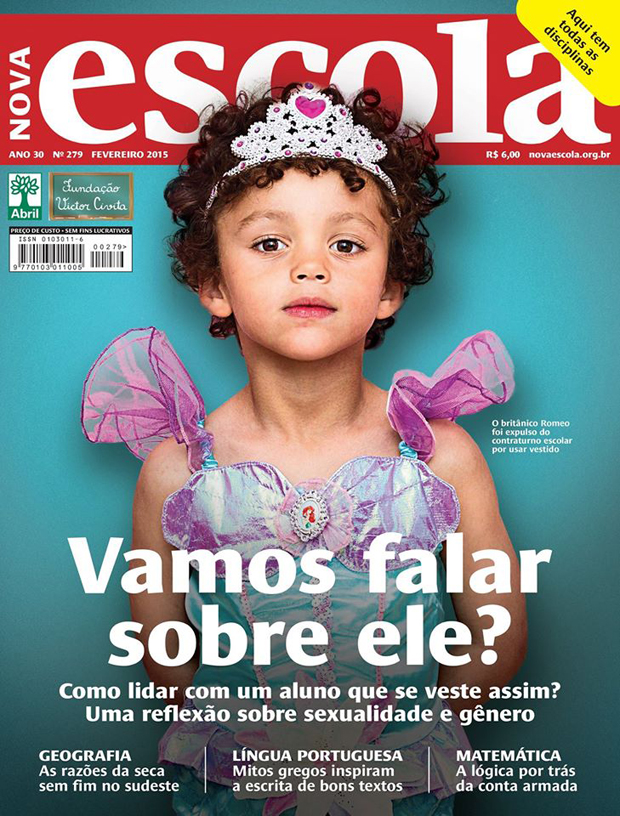 Aqui tem
todas as
disciplinas
NOVA
escola
ANO 30 Nº 279 FEVEREIRO 2015
R$ 6,00 novaescola.org.br
Abril
Fundação
Victor Civita
PREÇO DE CUSTO - SEM FINS LUCRATIVOS
ISSN 0103011-6
00279>
9 770103 011005
O britânico Romeo
foi expulso do
contraturno escolar
por usar vestido
Vamos falar
sobre ele?
Como lidar com um aluno que se veste assim?
Uma reflexão sobre sexualidade e gênero
GEOGRAFIA
As razões da seca
sem fim no sudeste
LÍNGUA PORTUGUESA
Mitos gregos inspiram
a escrita de bons textos
MATEMÁTICA
A lógica por trás
da conta armada